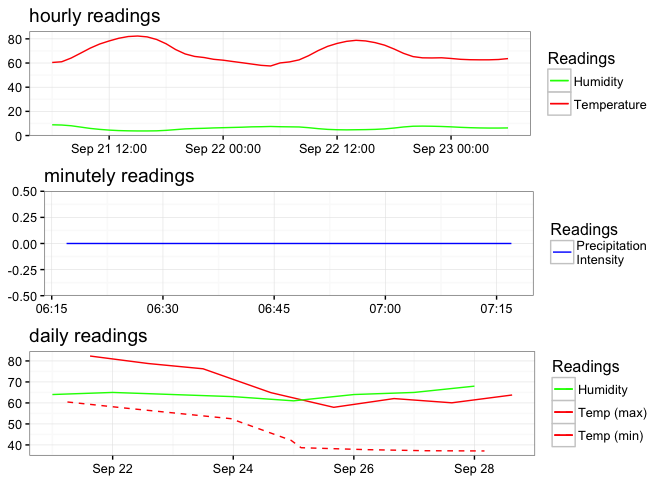 hourly readings
80
60
40
20
0
Sep 21 12:00 Sep 22 00:00 Sep 22 12:00 Sep 23 00:00
Readings
Humidity
Temperature
minutely readings
0.50
0.25
0.00
-0.25
-0.50
06:15 06:30 06:45 07:00 07:15
Readings
Precipitation
Intensity
daily readings
80
70
60
50
40
Sep 22 Sep 24 Sep 26 Sep 28
Readings
Humidity
Temp (max)
Temp (min)